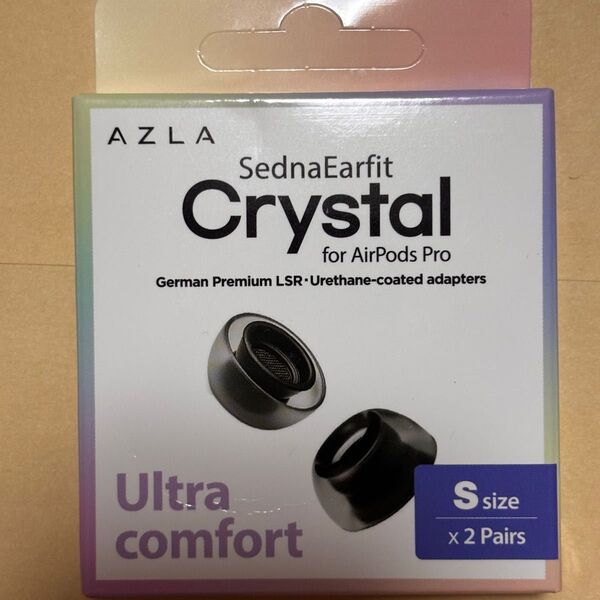 AZLA
SednaEarfit
Crystal
for AirPods Pro
German Premium LSR·Urethane-coated adapters
Ultra
comfort
S size
x 2 Pairs